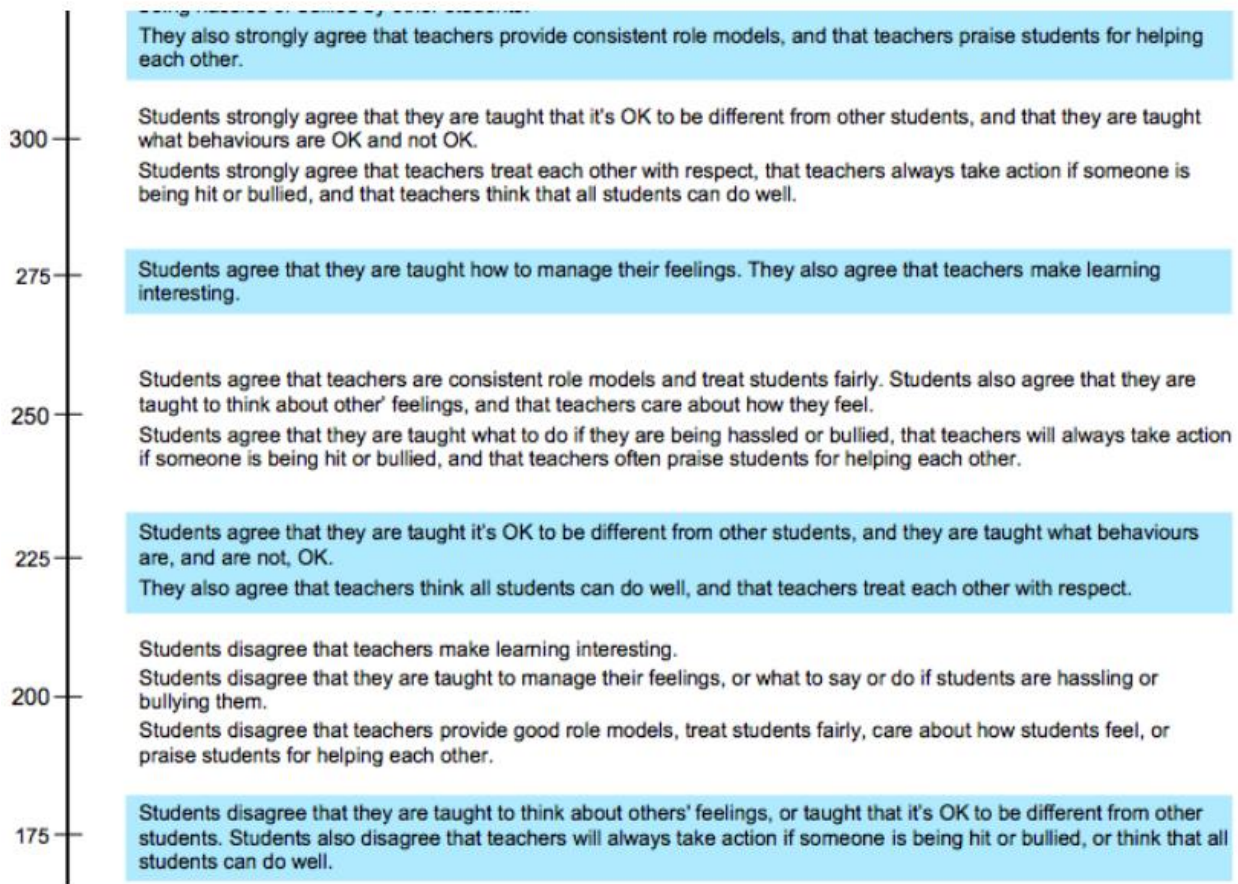 They also strongly agree that teachers provide consistent role models, and that teachers praise students for helping
each other.
Students strongly agree that they are taught that it's OK to be different from other students, and that they are taught
300
what behaviours are OK and not OK.
Students strongly agree that teachers treat each other with respect, that teachers always take action if someone is
being hit or bullied, and that teachers think that all students can do well.
275
Students agree that they are taught how to manage their feelings. They also agree that teachers make learning
interesting.
Students agree that teachers are consistent role models and treat students fairly. Students also agree that they are
250
taught to think about other' feelings, and that teachers care about how they feel.
Students agree that they are taught what to do if they are being hassled or bullied, that teachers will always take action
if someone is being hit or bullied, and that teachers often praise students for helping each other.
Students agree that they are taught it's OK to be different from other students, and they are taught what behaviours
225
are, and are not, OK.
They also agree that teachers think all students can do well, and that teachers treat each other with respect.
Students disagree that teachers make learning interesting.
Students disagree that they are taught to manage their feelings, or what to say or do if students are hassling or
200
bullying them.
Students disagree that teachers provide good role models, treat students fairly, care about how students feel, or
praise students for helping each other.
Students disagree that they are taught to think about others' feelings, or taught that it's OK to be different from other
175
students. Students also disagree that teachers will always take action if someone is being hit or bullied, or think that all
students can do well.